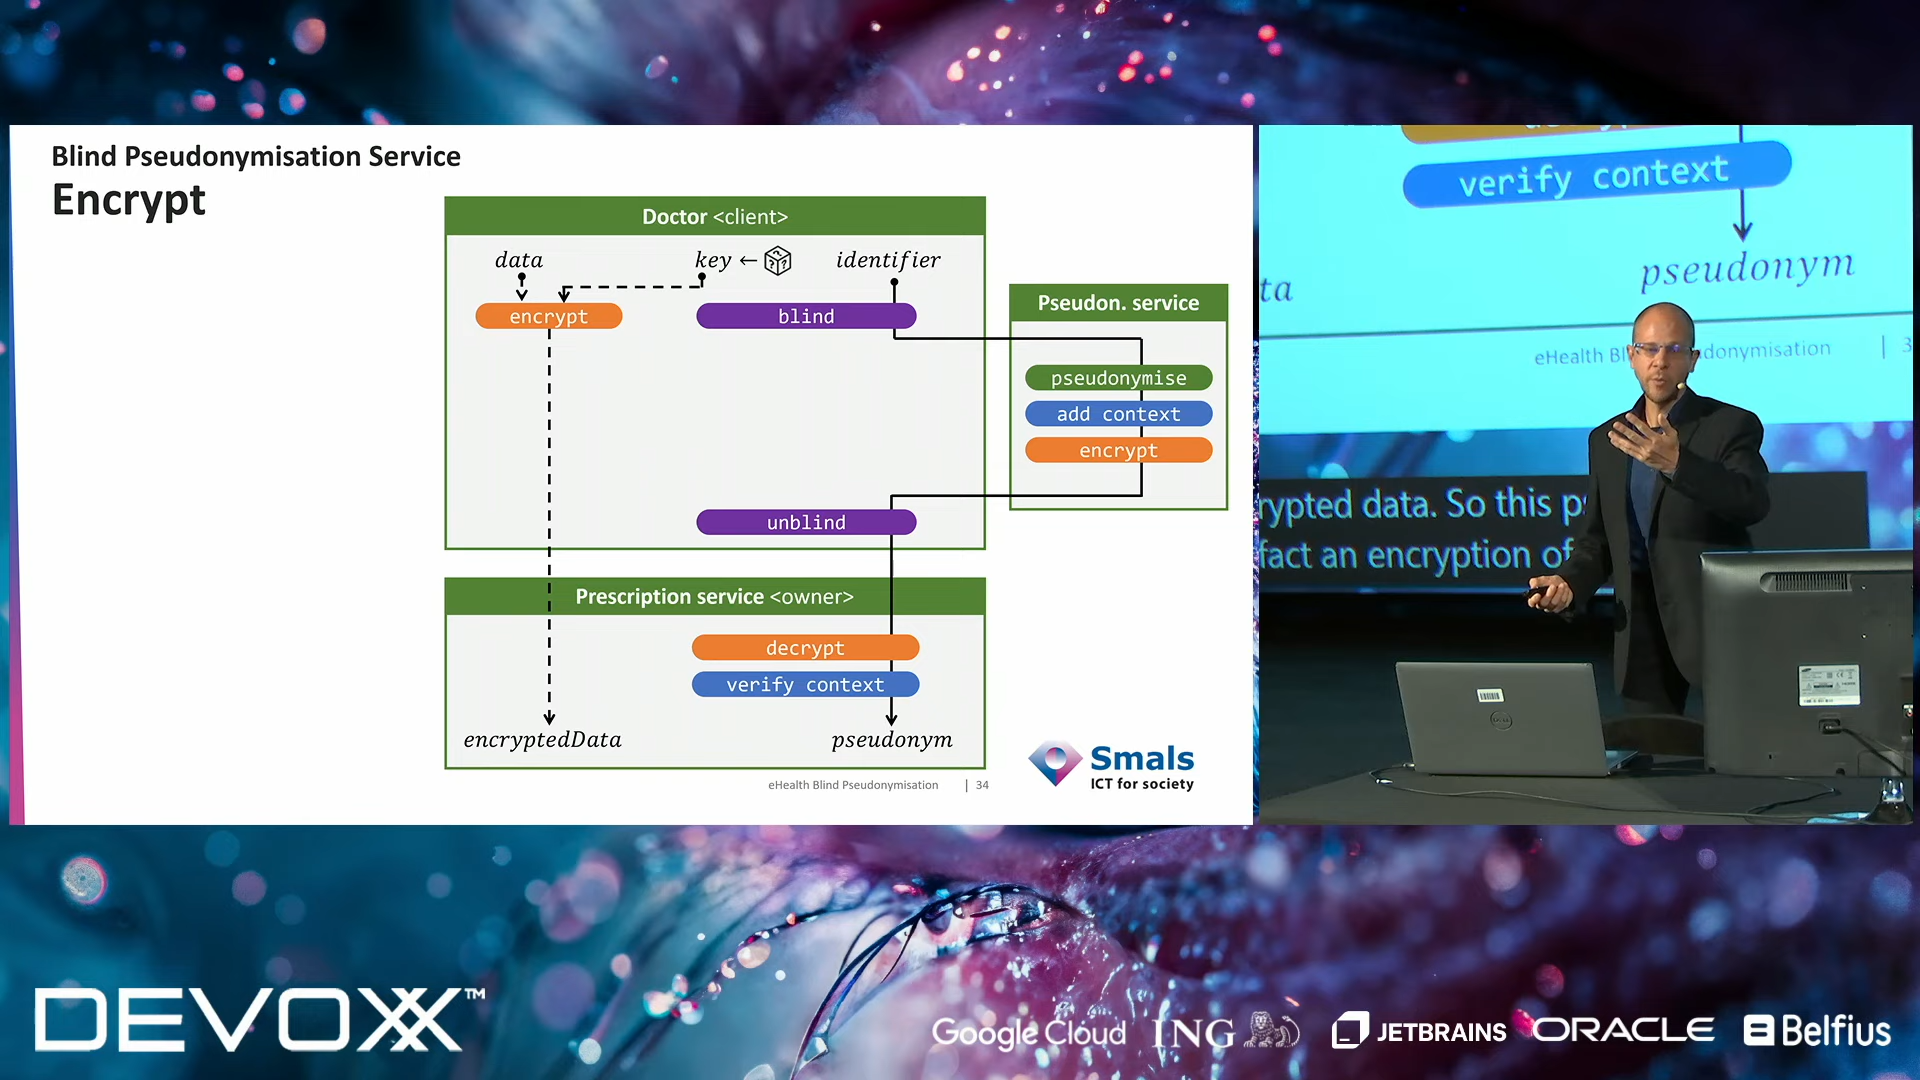 Blind Pseudonymisation Service
Encrypt
Doctor <client>
data
key ←
identifier
encrypt
blind
Pseudon. service
pseudonymise
add context
encrypt
unblind
Prescription service <owner>
decrypt
verify context
encryptedData
pseudonym
eHealth Blind Pseudonymisation | 34
Smals
ICT for society
verify context
pseudonym
ta
eHealth Bl donymisation | 3
rypted data. So this p
fact an encryption of
DEVOXX™
Google Cloud
ING
JETBRAINS
ORACLE
Belfius